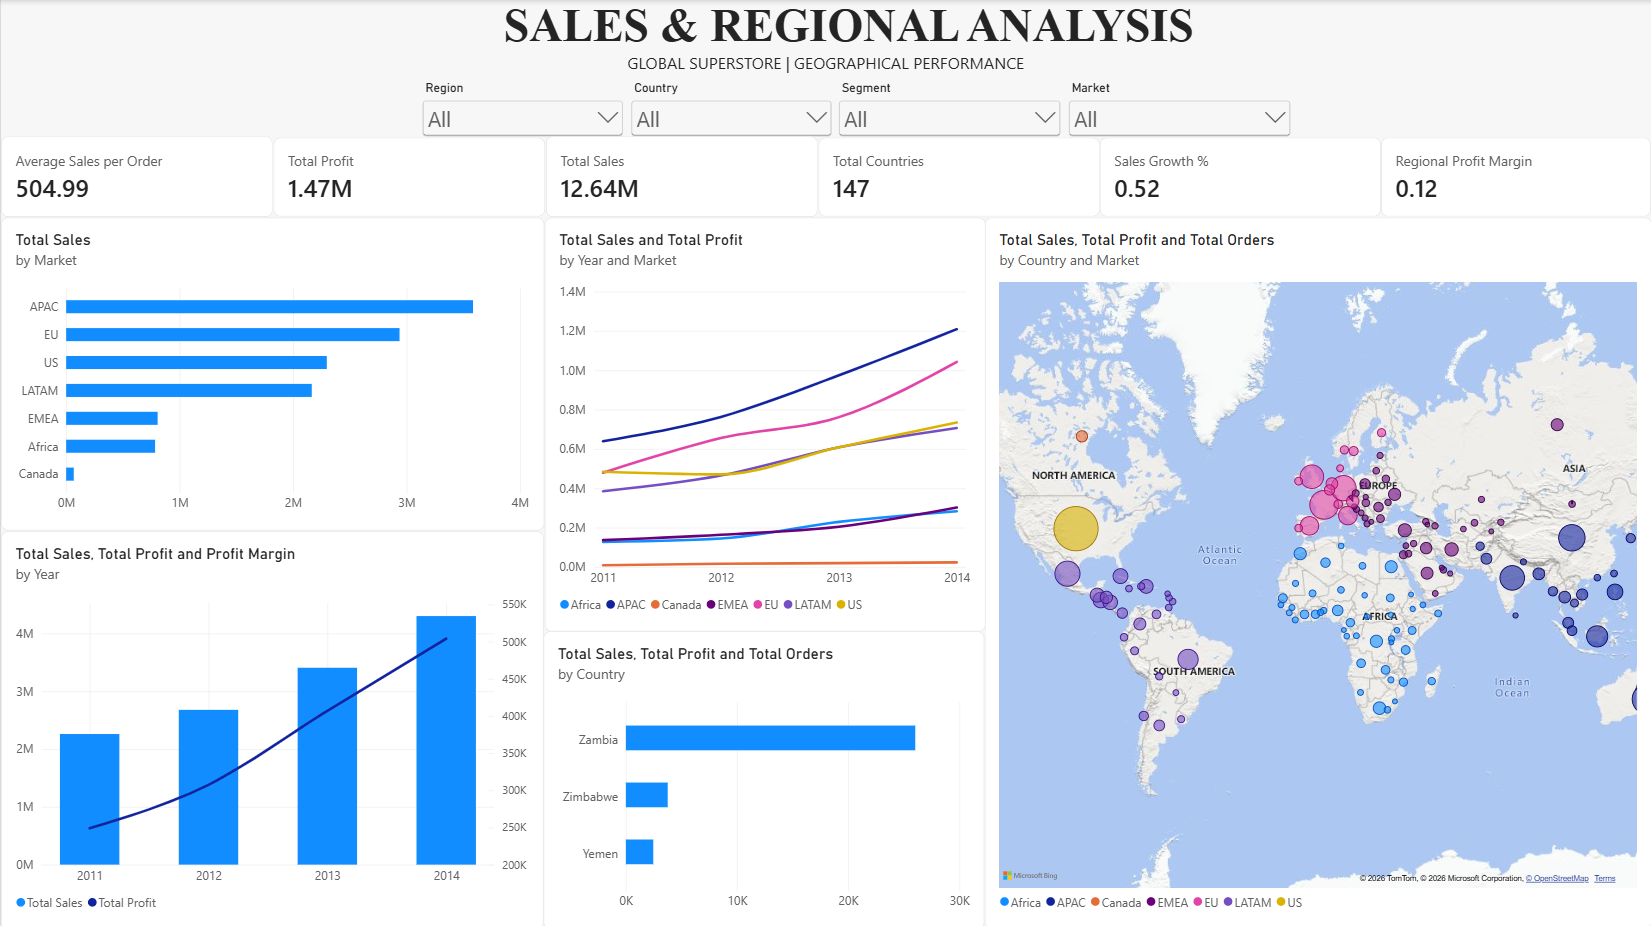 SALES & REGIONAL ANALYSIS
GLOBAL SUPERSTORE | GEOGRAPHICAL PERFORMANCE
Region
Country
Segment
Market
All
All
All
All
Average Sales per Order
504.99
Total Profit
1.47M
Total Sales
12.64M
Total Countries
147
Sales Growth %
0.52
Regional Profit Margin
0.12
Total Sales
by Market
APAC
EU
US
LATAM
EMEA
Africa
Canada
0M 1M 2M 3M 4M
Total Sales, Total Profit and Profit Margin
by Year
4M
3M
2M
1M
0M
550K
500K
450K
400K
350K
300K
250K
200K
2011 2012 2013 2014
Total Sales Total Profit
Total Sales and Total Profit
by Year and Market
1.4M
1.2M
1.0M
0.8M
0.6M
0.4M
0.2M
0.0M
2011 2012 2013 2014
Africa APAC Canada EMEA EU LATAM US
Total Sales, Total Profit and Total Orders
by Country
Zambia
Zimbabwe
Yemen
0K 10K 20K 30K
Total Sales, Total Profit and Total Orders
by Country and Market
NORTH AMERICA
EUROPE
ASIA
Atlantic
Ocean
AFRICA
SOUTH AMERICA
Indian
Ocean
Microsoft Bing
© 2026 TomTom, © 2026 Microsoft Corporation, © OpenStreetMap Terms
Africa APAC Canada EMEA EU LATAM US